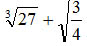 ∛27 + √(3/4)